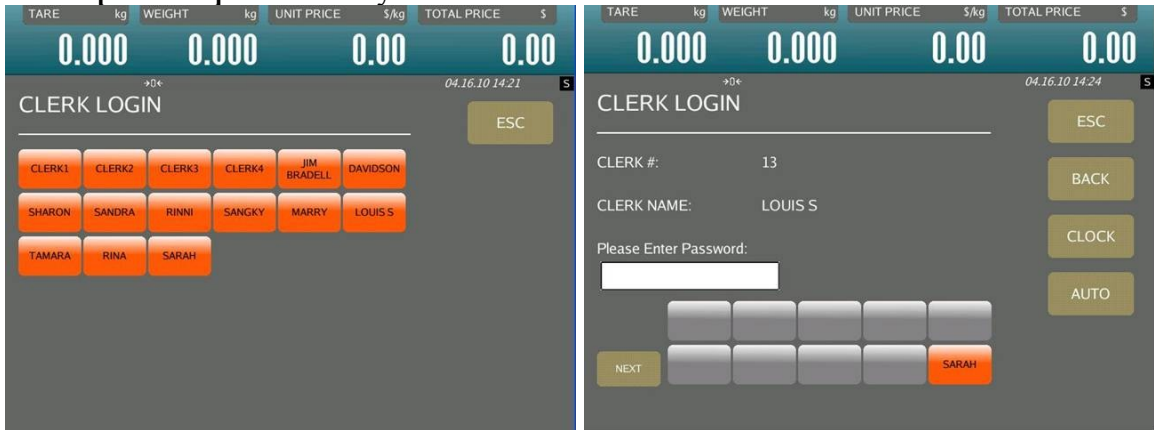 TARE kg WEIGHT kg UNIT PRICE $/kg TOTAL PRICE $
0.000 0.000 0.00 0.00
→0← 04.16.10 14:21 S
CLERK LOGIN
ESC
CLERK1 CLERK2 CLERK3 CLERK4 JIM BRADELL DAVIDSON
SHARON SANDRA RINNI SANGKY MARRY LOUIS S
TAMARA RINA SARAH
TARE kg WEIGHT kg UNIT PRICE $/kg TOTAL PRICE $
0.000 0.000 0.00 0.00
→0← 04.16.10 14:24 S
CLERK LOGIN
ESC
CLERK #: 13
BACK
CLERK NAME: LOUIS S
CLOCK
Please Enter Password:
AUTO
NEXT SARAH